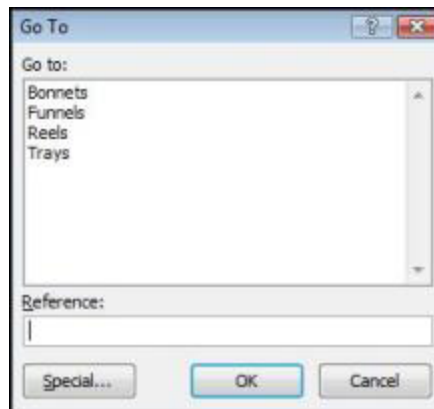 Go To
Go to:
Bonnets
Funnels
Reels
Trays
Reference:
Special...
OK
Cancel